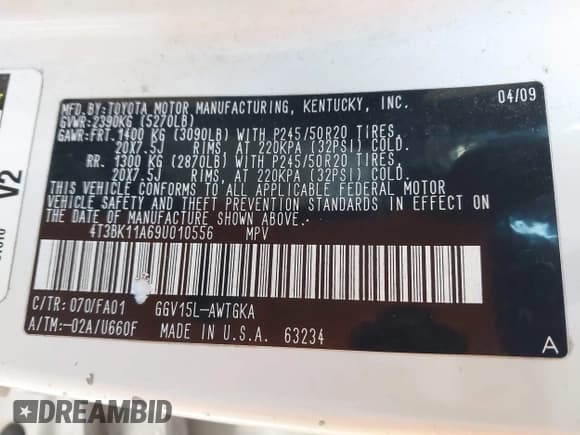 MFD.BY:TOYOTA MOTOR MANUFACTURING, KENTUCKY, INC. 04/09
GVWR:2390KG (5270LB)
GAWR:FRT.1400 KG (3090LB) WITH P245/50R20 TIRES,
20X7.5J RIMS, AT 220KPA (32PSI) COLD.
RR. 1300 KG (2870LB) WITH P245/50R20 TIRES,
20X7.5J RIMS, AT 220KPA (32PSI) COLD.
THIS VEHICLE CONFORMS TO ALL APPLICABLE FEDERAL MOTOR
VEHICLE SAFETY AND THEFT PREVENTION STANDARDS IN EFFECT ON
THE DATE OF MANUFACTURE SHOWN ABOVE.
4T3BK11A69U010556 MPV
C/TR: 070/FA01 GGV15L-AWTGKA
A/TM:-02A/U660F MADE IN U.S.A. 63234
A
V2
DREAMBID